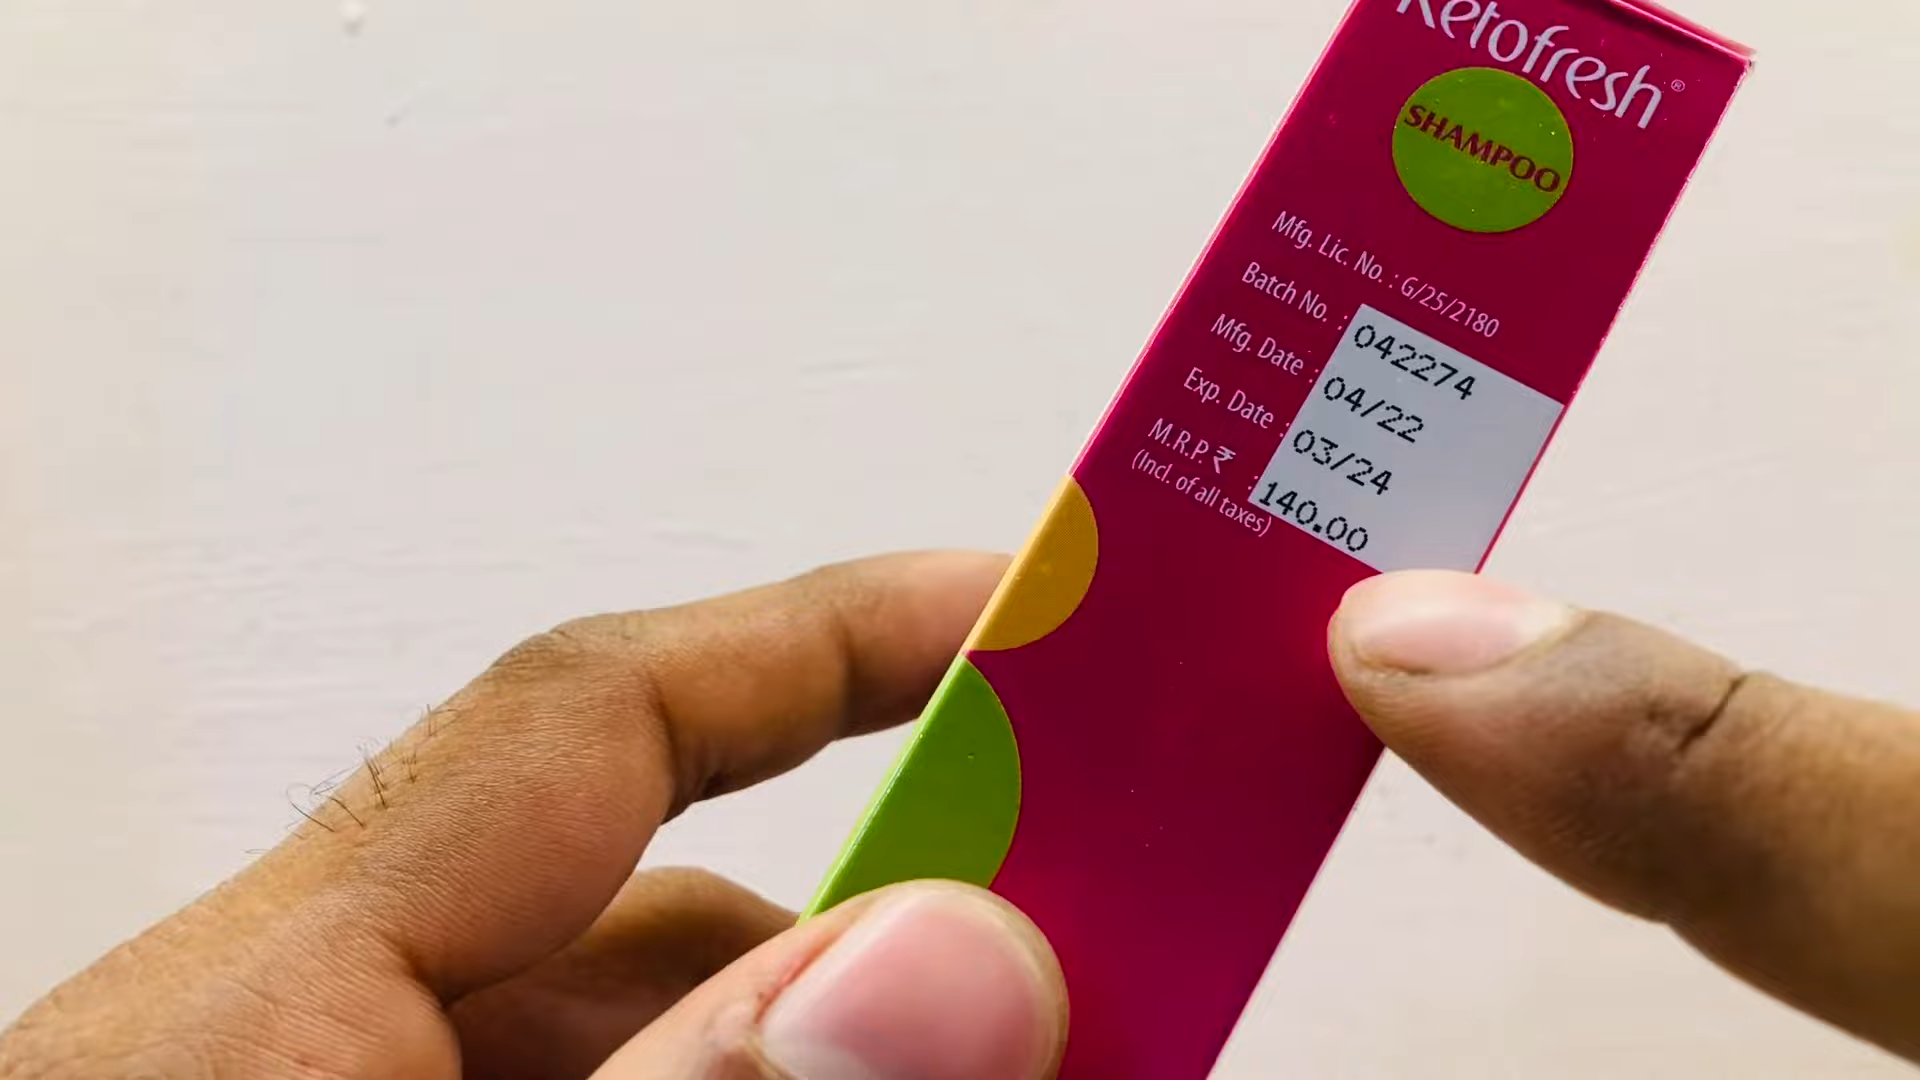 Ketofresh®
SHAMPOO
Mfg. Lic. No. : G/25/2180
Batch No. : 042274
Mfg. Date : 04/22
Exp. Date : 03/24
M.R.P. ₹ : 140.00
(Incl. of all taxes)